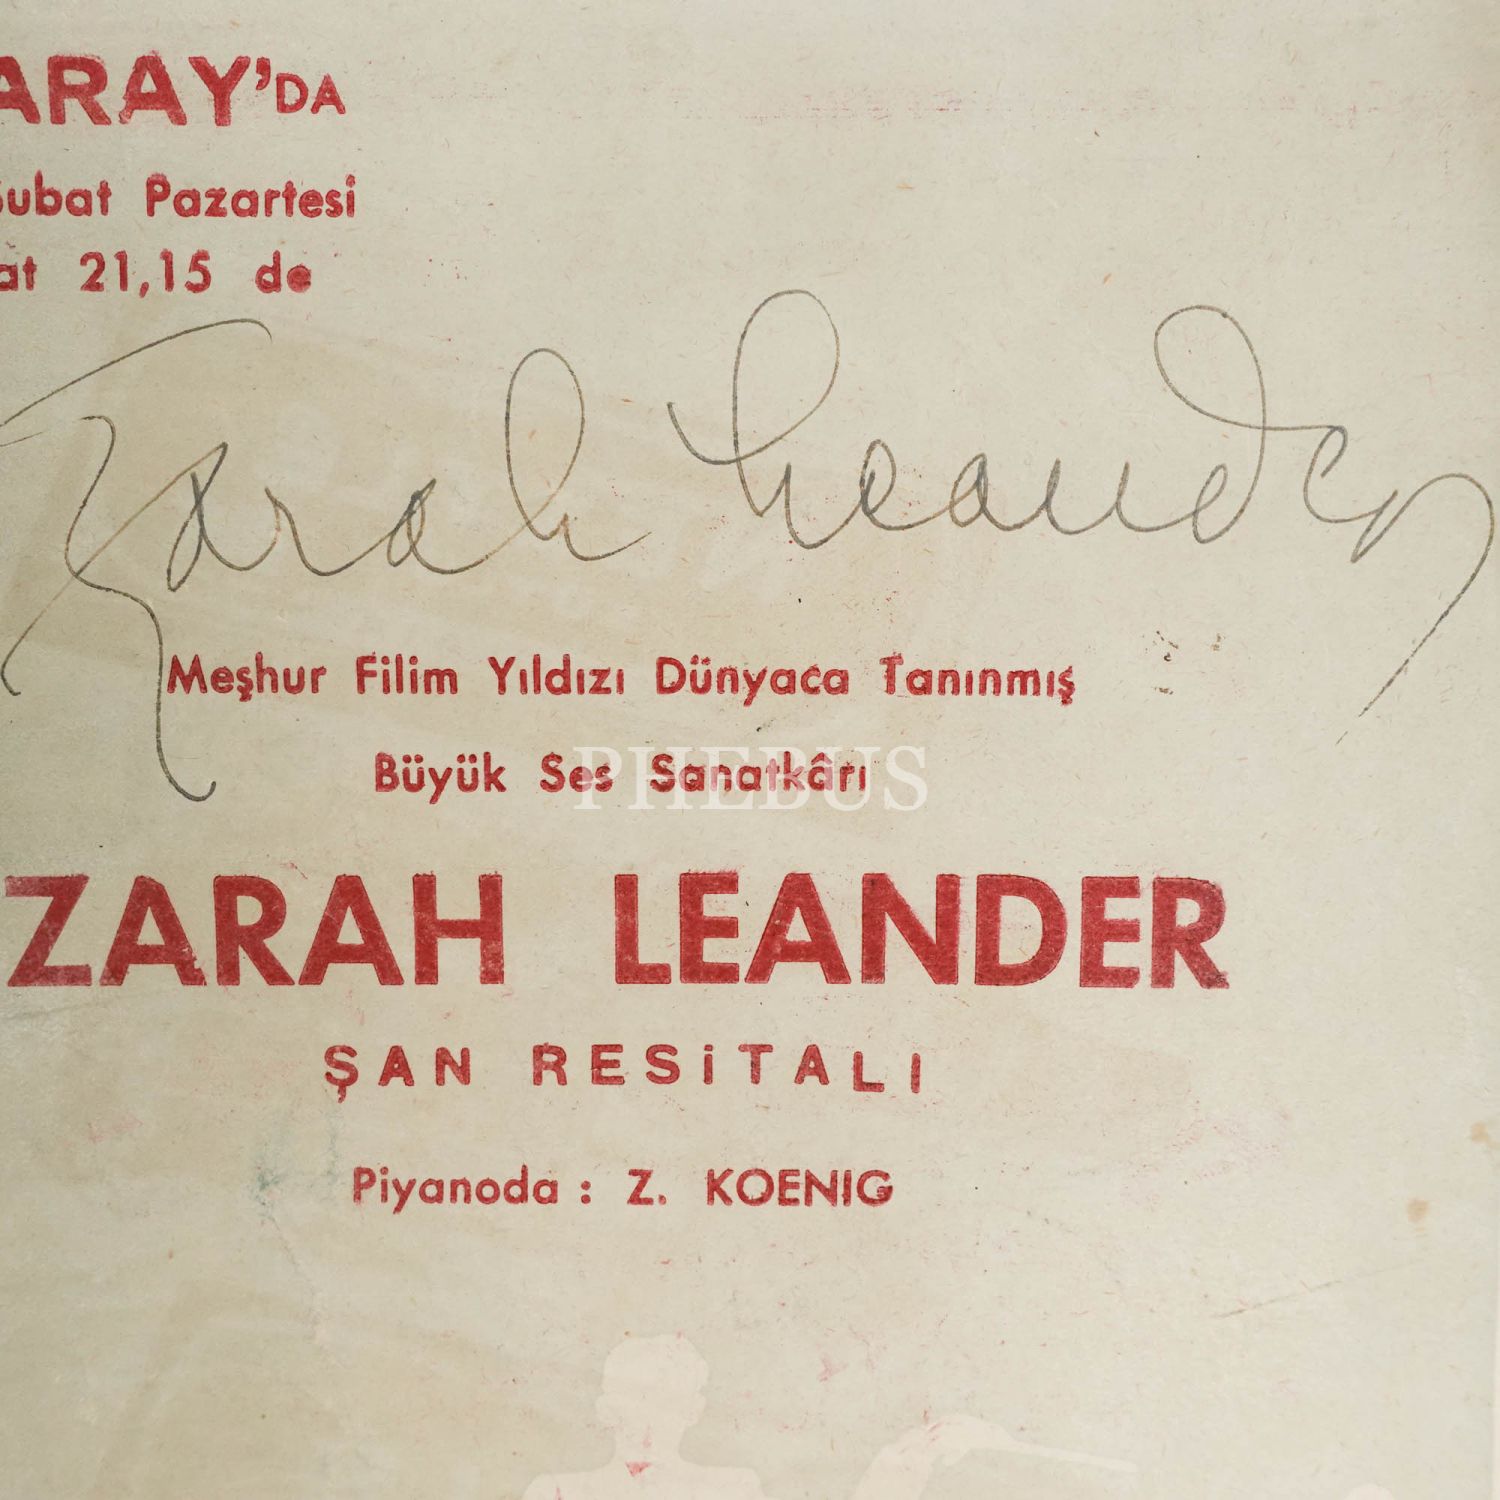 ARAY'DA
Şubat Pazartesi
at 21,15 de
Zarah Leander
Meşhur Filim Yıldızı Dünyaca Tanınmış
Büyük Ses Sanatkârı
PHEBUS
ZARAH LEANDER
ŞAN RESİTALI
Piyanoda : Z. KOENIG